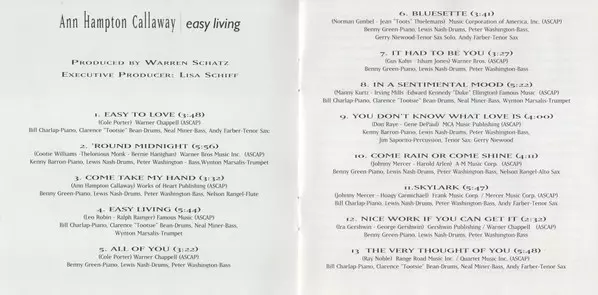 Ann Hampton Callaway | easy living
PRODUCED BY WARREN SCHATZ
EXECUTIVE PRODUCER: LISA SCHIFF
1. EASY TO LOVE (3:48)
(Cole Porter) Warner Chappell (ASCAP)
Bill Charlap-Piano, Clarence "Tootsie" Bean-Drums, Neal Miner-Bass, Andy Farber-Tenor Sax
2. 'ROUND MIDNIGHT (5:56)
(Cootie Williams -Thelonious Monk - Bernie Hanighan) Warner Bros Music Inc. (ASCAP)
Kenny Barron-Piano, Lewis Nash-Drums, Peter Washington - Bass, Wynton Marsalis-Trumpet
3. COME TAKE MY HAND (3:32)
(Ann Hampton Callaway) Works of Heart Publishing (ASCAP)
Benny Green-Piano, Lewis Nash-Drums, Peter Washington-Bass, Nelson Rangel-Flute
4. EASY LIVING (5:44)
(Leo Robin - Ralph Rainger) Famous Music (ASCAP)
Bill Charlap-Piano, Clarence "Tootsie" Bean-Drums, Neal Miner-Bass,
Wynton Marsalis-Trumpet
5. ALL OF YOU (3:22)
(Cole Porter) Warner Chappell (ASCAP)
Benny Green-Piano, Lewis Nash-Drums, Peter Washington-Bass
6. BLUESETTE (3:41)
(Norman Gimbel - Jean "Toots" Thielemans) Music Corporation of America, Inc. (ASCAP)
Benny Green-Piano, Lewis Nash-Drums, Peter Washington-Bass,
Gerry Niewood-Tenor Sax Solo, Andy Farber-Tenor Sax
7. IT HAD TO BE YOU (3:27)
(Gus Kahn - Isham Jones) Warner Bros. (ASCAP)
Benny Green-Piano, Lewis Nash-Drums, Peter Washington-Bass
8. IN A SENTIMENTAL MOOD (5:22)
(Manny Kurtz - Irving Mills -Edward Kennedy "Duke" Ellington) Famous Music (ASCAP)
Bill Charlap-Piano, Clarence "Tootsie" Bean-Drums, Neal Miner-Bass, Wynton Marsalis-Trumpet
9. YOU DON'T KNOW WHAT LOVE IS (4:00)
(Don Raye - Gene DePaul) MCA Music Publishing (ASCAP)
Kenny Barron-Piano, Lewis Nash-Drums, Peter Washington-Bass,
Jim Saporito-Percussion, Tenor Sax: Gerry Niewood
10. COME RAIN OR COME SHINE (4:11)
(Johnny Mercer - Harold Arlen) A-M Music Corp. (ASCAP)
Benny Green-Piano, Lewis Nash-Drums, Peter Washington-Bass, Nelson Rangel-Alto Sax
11. SKYLARK (5:47)
(Johnny Mercer - Hoagy Carmichael) Frank Music Corp. / Mercer Music Corp. (ASCAP)
Bill Charlap-Piano, Lewis Nash-Drums, Peter Washington-Bass, Andy Farber-Tenor Sax
12. NICE WORK IF YOU CAN GET IT (2:32)
(Ira Gershwin - George Gershwin) Gershwin Publishing / Warner Chappell (ASCAP)
Benny Green-Piano, Lewis Nash-Drums, Peter Washington-Bass
13 THE VERY THOUGHT OF YOU (5:48)
(Ray Noble) Range Road Music Inc. / Quartet Music Inc. (ASCAP)
Bill Charlap-Piano, Clarence "Tootsie" Bean-Drums, Neal Miner-Bass, Andy Farber-Tenor Sax